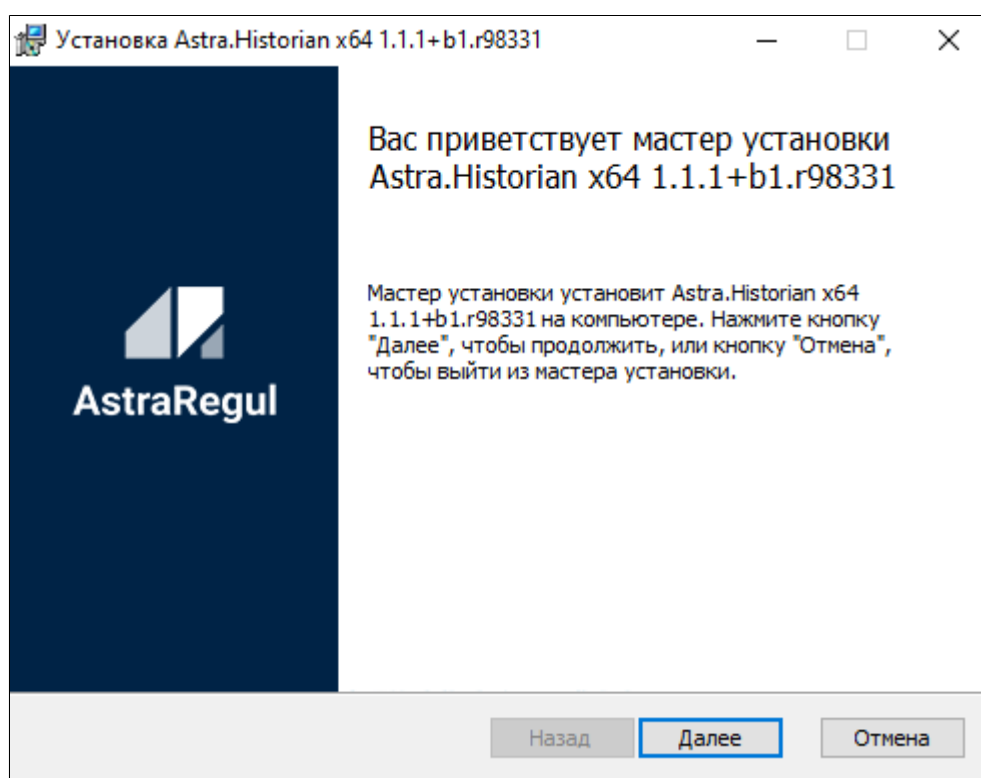 Установка Astra.Historian x64 1.1.1+b1.r98331
Вас приветствует мастер установки
Astra.Historian x64 1.1.1+b1.r98331
Мастер установки установит Astra.Historian x64
1.1.1+b1.r98331 на компьютере. Нажмите кнопку
"Далее", чтобы продолжить, или кнопку "Отмена",
чтобы выйти из мастера установки.
AstraRegul
Назад Далее Отмена